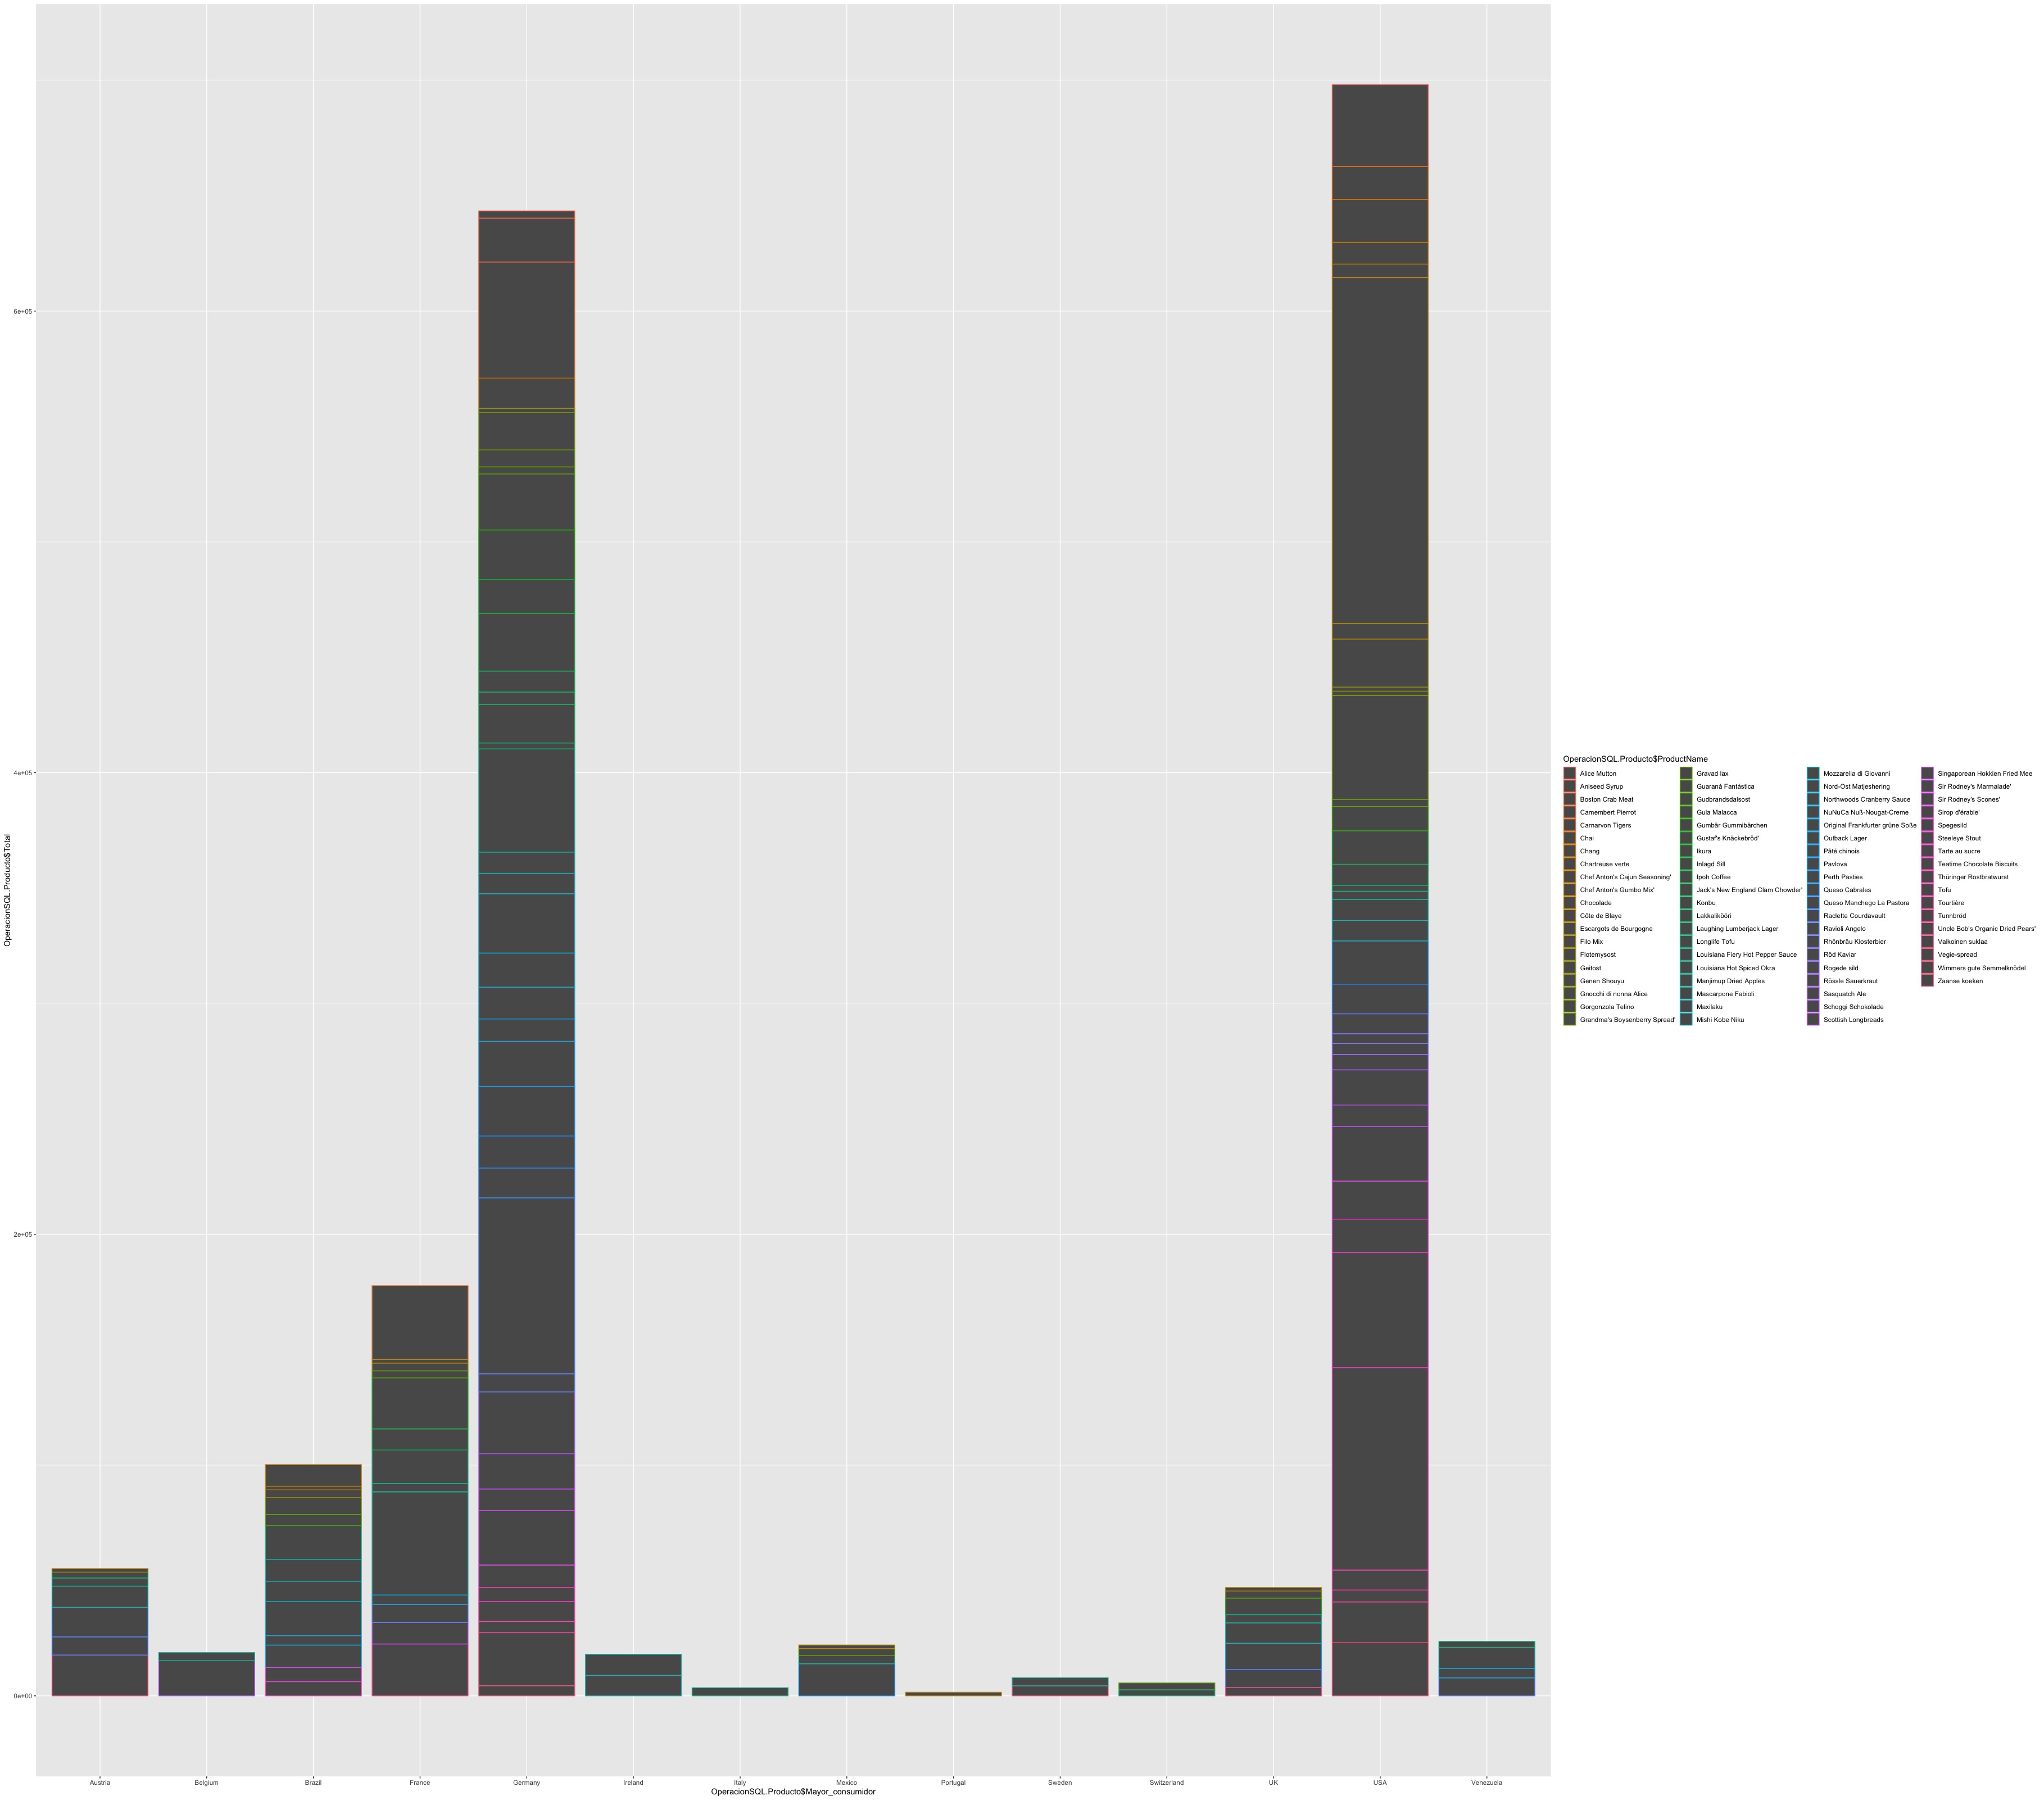 OperacionSQL.Producto$Total
6e+05
4e+05
2e+05
0e+00
Austria
Belgium
Brazil
France
Germany
Ireland
Italy
Mexico
Portugal
Sweden
Switzerland
UK
USA
Venezuela
OperacionSQL.Producto$Mayor_consumidor
OperacionSQL.Producto$ProductName
Alice Mutton
Aniseed Syrup
Boston Crab Meat
Camembert Pierrot
Carnarvon Tigers
Chai
Chang
Chartreuse verte
Chef Anton's Cajun Seasoning'
Chef Anton's Gumbo Mix'
Chocolade
Côte de Blaye
Escargots de Bourgogne
Filo Mix
Flotemysost
Geitost
Genen Shouyu
Gnocchi di nonna Alice
Gorgonzola Telino
Grandma's Boysenberry Spread'
Gravad lax
Guaraná Fantástica
Gudbrandsdalsost
Gula Malacca
Gumbär Gummibärchen
Gustaf's Knäckebröd'
Ikura
Inlagd Sill
Ipoh Coffee
Jack's New England Clam Chowder'
Konbu
Lakkalikööri
Laughing Lumberjack Lager
Longlife Tofu
Louisiana Fiery Hot Pepper Sauce
Louisiana Hot Spiced Okra
Manjimup Dried Apples
Mascarpone Fabioli
Maxilaku
Mishi Kobe Niku
Mozzarella di Giovanni
Nord-Ost Matjeshering
Northwoods Cranberry Sauce
NuNuCa Nuß-Nougat-Creme
Original Frankfurter grüne Soße
Outback Lager
Pâté chinois
Pavlova
Perth Pasties
Queso Cabrales
Queso Manchego La Pastora
Raclette Courdavault
Ravioli Angelo
Rhönbräu Klosterbier
Röd Kaviar
Rogede sild
Rössle Sauerkraut
Sasquatch Ale
Schoggi Schokolade
Scottish Longbreads
Singaporean Hokkien Fried Mee
Sir Rodney's Marmalade'
Sir Rodney's Scones'
Sirop d'érable'
Spegesild
Steeleye Stout
Tarte au sucre
Teatime Chocolate Biscuits
Thüringer Rostbratwurst
Tofu
Tourtière
Tunnbröd
Uncle Bob's Organic Dried Pears'
Valkoinen suklaa
Vegie-spread
Wimmers gute Semmelknödel
Zaanse koeken